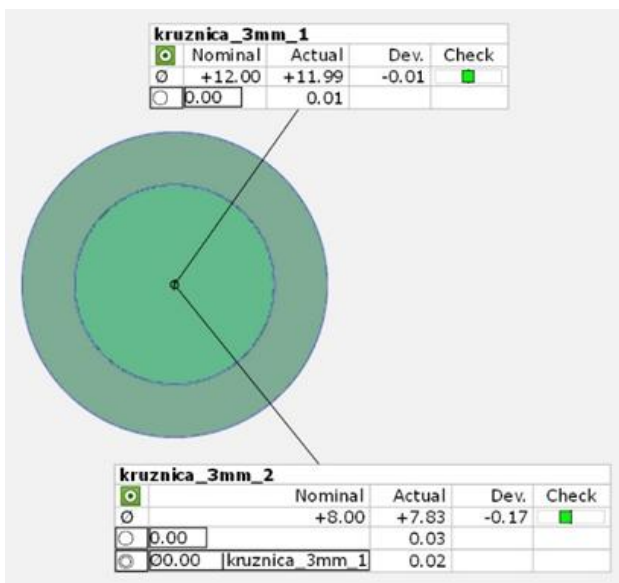 kruznica_3mm_1
Nominal Actual Dev. Check
Ø +12.00 +11.99 -0.01
0.00 0.01
kruznica_3mm_2
Nominal Actual Dev. Check
Ø +8.00 +7.83 -0.17
0.00 0.03
Ø0.00 |kruznica_3mm_1 0.02